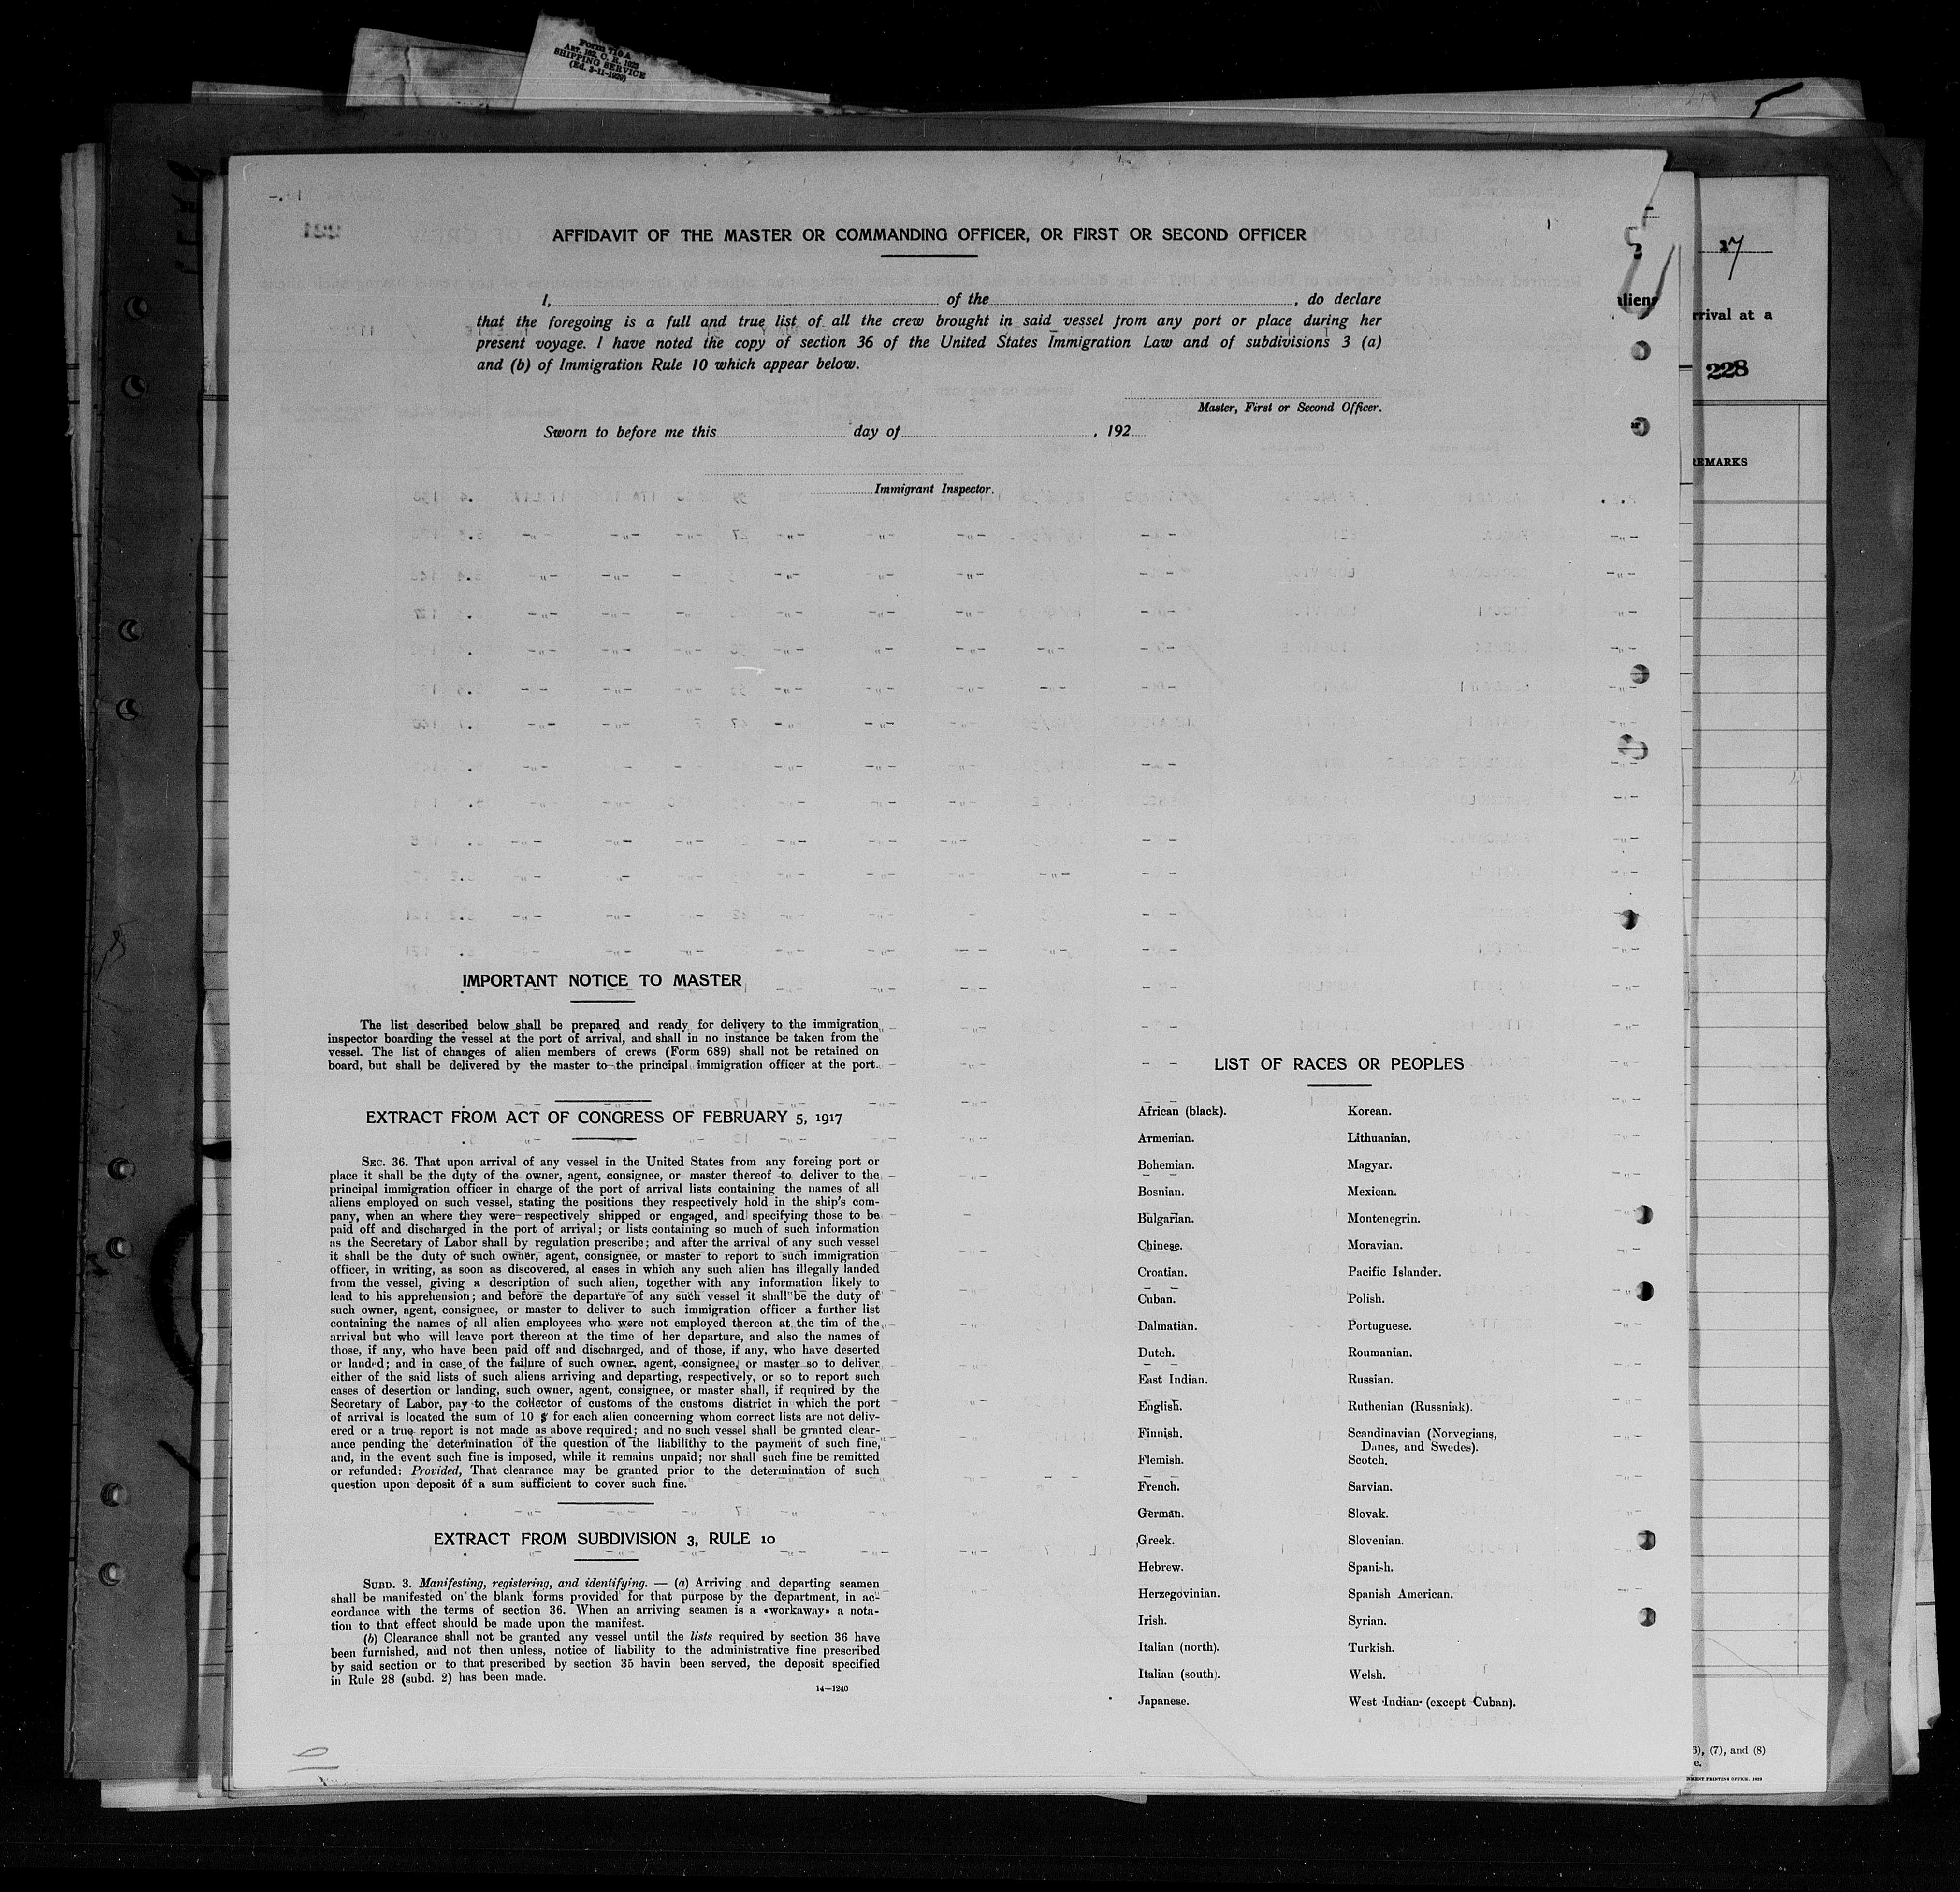 Form 710A
Art. 162, C. R. 1923
SHIPPING SERVICE
(Ed. 3-11-1929)
5
17
aliens
rrival at a
228
REMARKS
AFFIDAVIT OF THE MASTER OR COMMANDING OFFICER, OR FIRST OR SECOND OFFICER
I, of the , do declare
that the foregoing is a full and true list of all the crew brought in said vessel from any port or place during her
present voyage. I have noted the copy of section 36 of the United States Immigration Law and of subdivisions 3 (a)
and (b) of Immigration Rule 10 which appear below.
Master, First or Second Officer.
Sworn to before me this day of , 192
Immigrant Inspector.
IMPORTANT NOTICE TO MASTER
The list described below shall be prepared and ready for delivery to the immigration
inspector boarding the vessel at the port of arrival, and shall in no instance be taken from the
vessel. The list of changes of alien members of crews (Form 689) shall not be retained on
board, but shall be delivered by the master to the principal immigration officer at the port.
EXTRACT FROM ACT OF CONGRESS OF FEBRUARY 5, 1917
SEC. 36. That upon arrival of any vessel in the United States from any foreing port or
place it shall be the duty of the owner, agent, consignee, or master thereof to deliver to the
principal immigration officer in charge of the port of arrival lists containing the names of all
aliens employed on such vessel, stating the positions they respectively hold in the ship's com-
pany, when an where they were respectively shipped or engaged, and specifying those to be
paid off and discharged in the port of arrival; or lists containing so much of such information
as the Secretary of Labor shall by regulation prescribe; and after the arrival of any such vessel
it shall be the duty of such owner, agent, consignee, or master to report to such immigration
officer, in writing, as soon as discovered, al cases in which any such alien has illegally landed
from the vessel, giving a description of such alien, together with any information likely to
lead to his apprehension; and before the departure of any such vessel it shall be the duty of
such owner, agent, consignee, or master to deliver to such immigration officer a further list
containing the names of all alien employees who were not employed thereon at the tim of the
arrival but who will leave port thereon at the time of her departure, and also the names of
those, if any, who have been paid off and discharged, and of those, if any, who have deserted
or landed; and in case of the failure of such owner, agent, consignee, or master so to deliver
either of the said lists of such aliens arriving and departing, respectively, or so to report such
cases of desertion or landing, such owner, agent, consignee, or master shall, if required by the
Secretary of Labor, pay to the collector of customs of the customs district in which the port
of arrival is located the sum of 10 $ for each alien concerning whom correct lists are not deliv-
ered or a true report is not made as above required; and no such vessel shall be granted clear-
ance pending the determination of the question of the liabilithy to the payment of such fine,
and, in the event such fine is imposed, while it remains unpaid; nor shall such fine be remitted
or refunded: Provided, That clearance may be granted prior to the determination of such
question upon deposit of a sum sufficient to cover such fine.
EXTRACT FROM SUBDIVISION 3, RULE 10
SUBD. 3. Manifesting, registering, and identifying. — (a) Arriving and departing seamen
shall be manifested on the blank forms provided for that purpose by the department, in ac-
cordance with the terms of section 36. When an arriving seamen is a «workaway» a nota-
tion to that effect should be made upon the manifest.
(b) Clearance shall not be granted any vessel until the lists required by section 36 have
been furnished, and not then unless, notice of liability to the administrative fine prescribed
by said section or to that prescribed by section 35 havin been served, the deposit specified
in Rule 28 (subd. 2) has been made.
14—1240
LIST OF RACES OR PEOPLES
African (black).
Armenian.
Bohemian.
Bosnian.
Bulgarian.
Chinese.
Croatian.
Cuban.
Dalmatian.
Dutch.
East Indian.
English.
Finnish.
Flemish.
French.
German.
Greek.
Hebrew.
Herzegovinian.
Irish.
Italian (north).
Italian (south).
Japanese.
Korean.
Lithuanian.
Magyar.
Mexican.
Montenegrin.
Moravian.
Pacific Islander.
Polish.
Portuguese.
Roumanian.
Russian.
Ruthenian (Russniak).
Scandinavian (Norvegians,
Danes, and Swedes).
Scotch.
Sarvian.
Slovak.
Slovenian.
Spanish.
Spanish American.
Syrian.
Turkish.
Welsh.
West Indian (except Cuban).
6), (7), and (8)
e.
NMENT PRINTING OFFICE. 1923